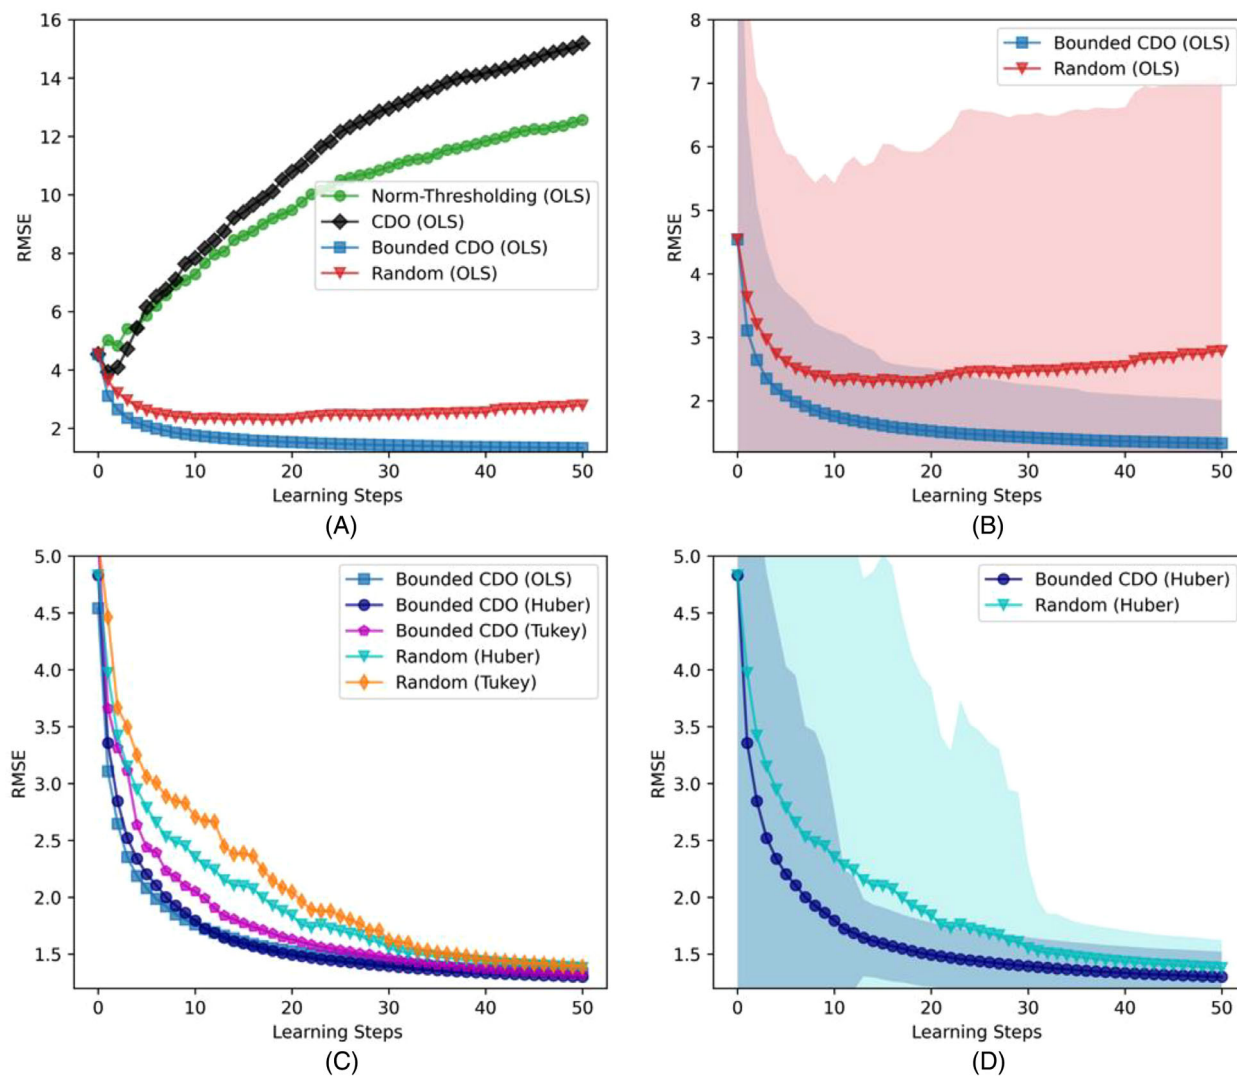 16
14
12
10
8
6
4
2
RMSE
Norm-Thresholding (OLS)
CDO (OLS)
Bounded CDO (OLS)
Random (OLS)
0 10 20 30 40 50
Learning Steps
(A)
8
7
6
5
4
3
2
RMSE
Bounded CDO (OLS)
Random (OLS)
0 10 20 30 40 50
Learning Steps
(B)
5.0
4.5
4.0
3.5
3.0
2.5
2.0
1.5
RMSE
Bounded CDO (OLS)
Bounded CDO (Huber)
Bounded CDO (Tukey)
Random (Huber)
Random (Tukey)
0 10 20 30 40 50
Learning Steps
(C)
5.0
4.5
4.0
3.5
3.0
2.5
2.0
1.5
RMSE
Bounded CDO (Huber)
Random (Huber)
0 10 20 30 40 50
Learning Steps
(D)